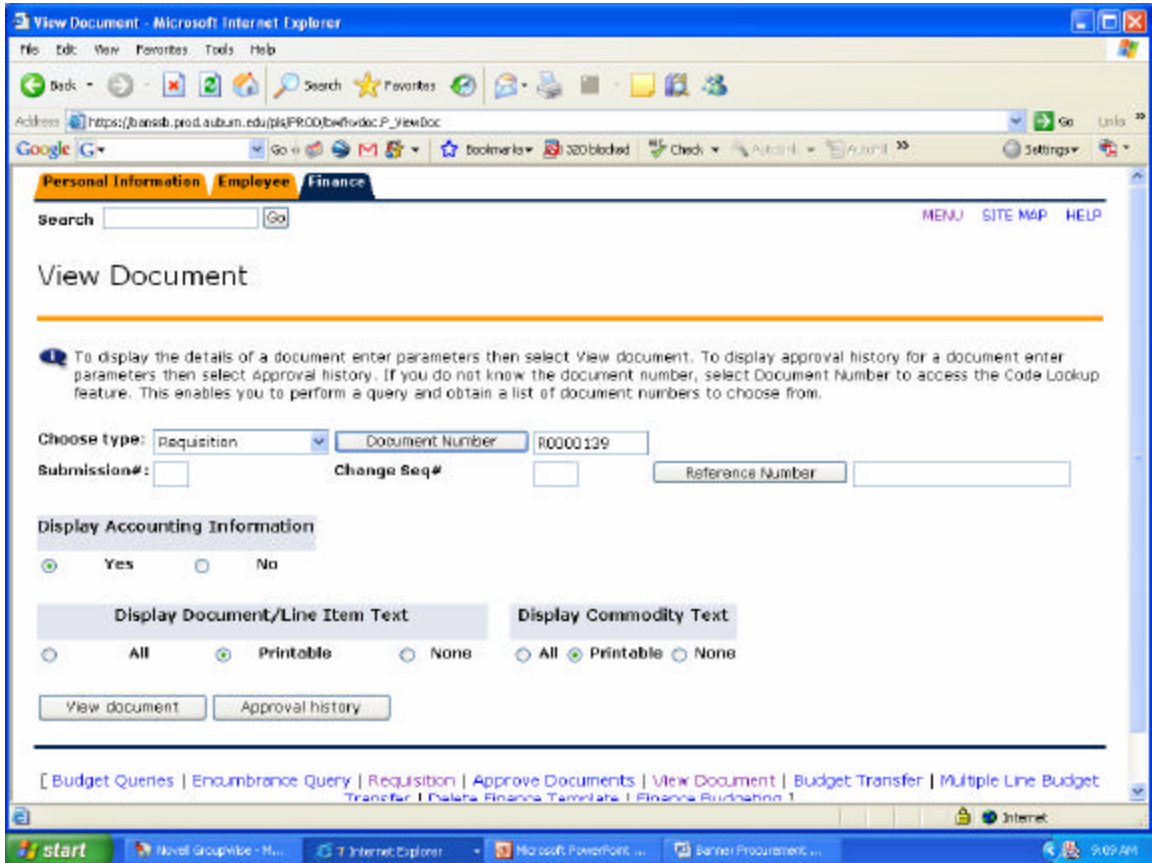 View Document - Microsoft Internet Explorer
File Edit View Favorites Tools Help
Back Search Favorites
Address https://banssb.prod.auburn.edu/pls/PROD/bwfkvdoc.P_ViewDoc Go Links »
Google G Go Bookmarks 320 blocked Check AutoLink AutoFill » Settings
Personal Information Employee Finance
Search Go MENU SITE MAP HELP
View Document
To display the details of a document enter parameters then select View document. To display approval history for a document enter
parameters then select Approval history. If you do not know the document number, select Document Number to access the Code Lookup
feature. This enables you to perform a query and obtain a list of document numbers to choose from.
Choose type: Requisition Document Number R0000139
Submission#: Change Seq# Reference Number
Display Accounting Information
Yes No
Display Document/Line Item Text Display Commodity Text
All Printable None All Printable None
View document Approval history
[ Budget Queries | Encumbrance Query | Requisition | Approve Documents | View Document | Budget Transfer | Multiple Line Budget
Transfer | Delete Finance Template | Finance Budgeting ]
Internet
start Novell GroupWise - M... 7 Internet Explorer Microsoft PowerPoint ... Banner Procurement ... 9:09 AM